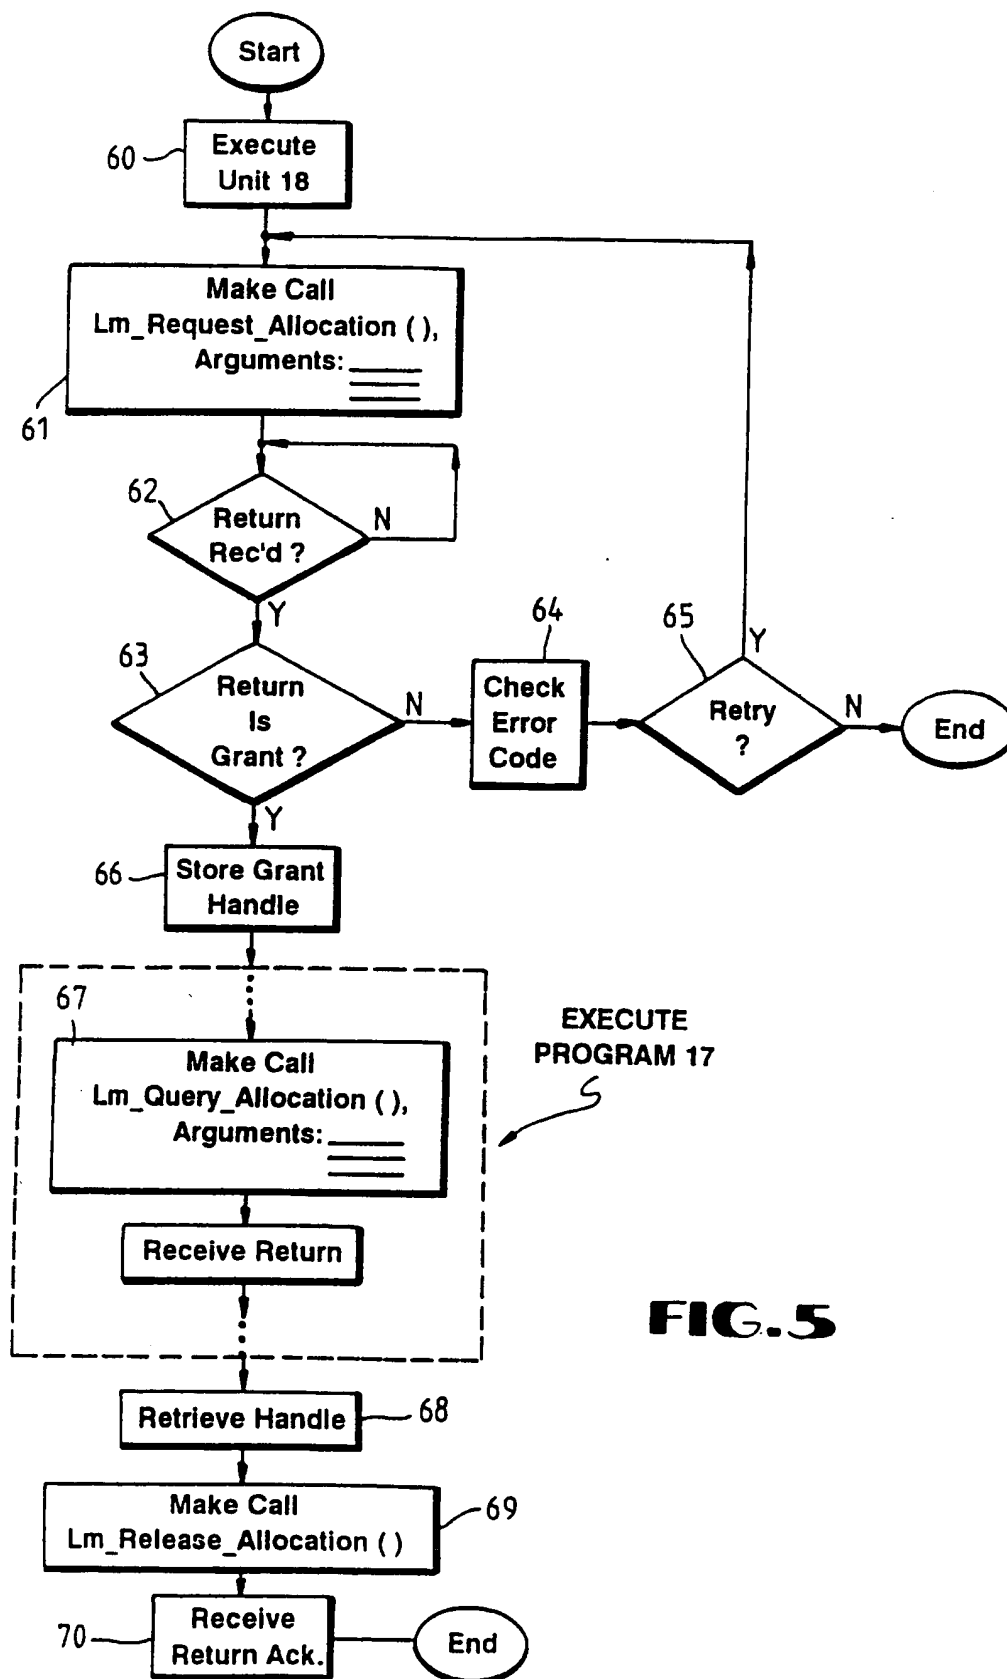 Start
60
Execute
Unit 18
Make Call
Lm_Request_Allocation ( ),
Arguments:
61
62
Return
Rec'd ?
N
Y
63
Return
Is
Grant ?
N
Y
64
Check
Error
Code
65
Retry
?
Y
N
End
66
Store Grant
Handle
67
Make Call
Lm_Query_Allocation ( ),
Arguments:
Receive Return
EXECUTE
PROGRAM 17
FIG.5
Retrieve Handle
68
Make Call
Lm_Release_Allocation ( )
69
70
Receive
Return Ack.
End